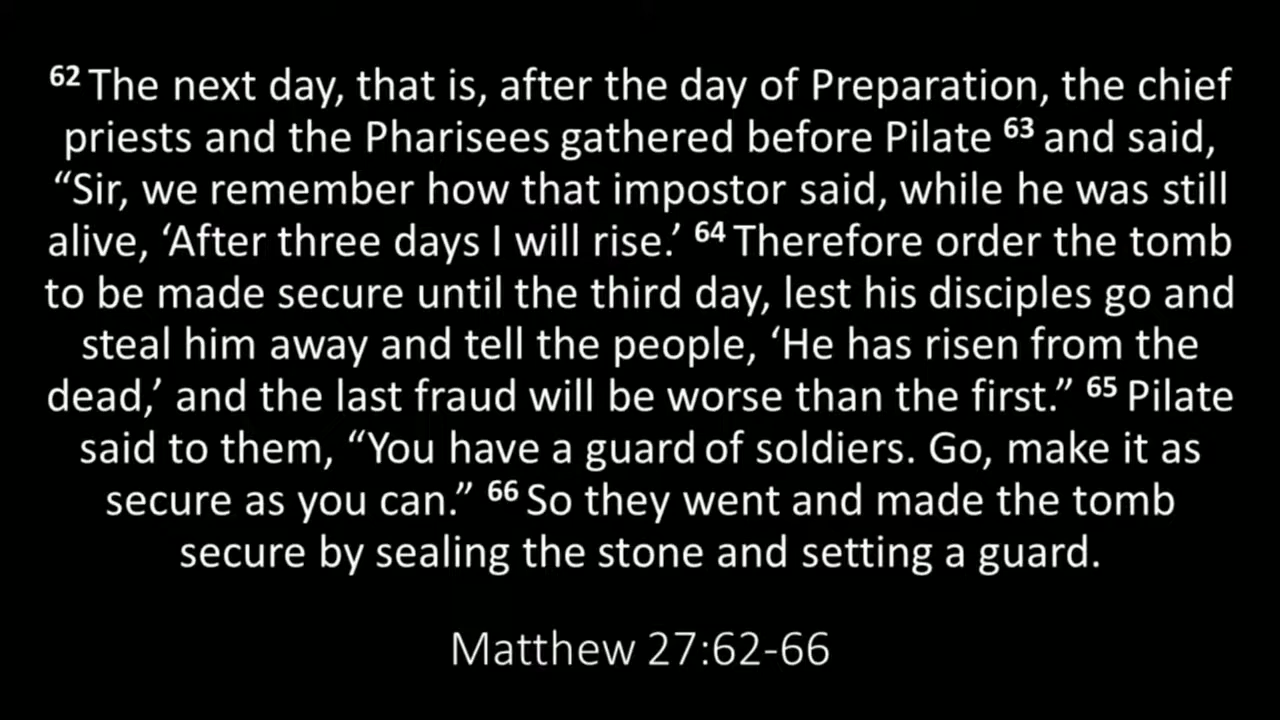 62 The next day, that is, after the day of Preparation, the chief
priests and the Pharisees gathered before Pilate 63 and said,
“Sir, we remember how that impostor said, while he was still
alive, ‘After three days I will rise.’ 64 Therefore order the tomb
to be made secure until the third day, lest his disciples go and
steal him away and tell the people, ‘He has risen from the
dead,’ and the last fraud will be worse than the first.” 65 Pilate
said to them, “You have a guard of soldiers. Go, make it as
secure as you can.” 66 So they went and made the tomb
secure by sealing the stone and setting a guard.
Matthew 27:62-66